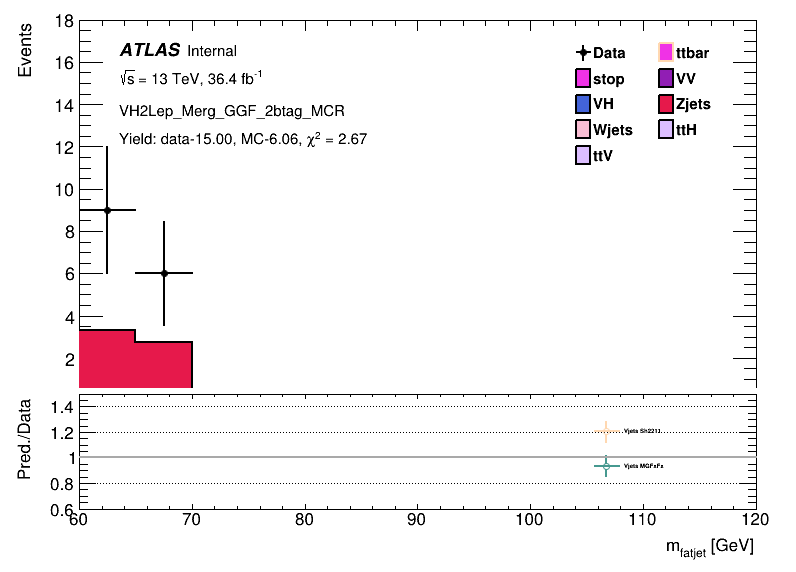 Events
18
16
14
12
10
8
6
4
2
ATLAS Internal
√s = 13 TeV, 36.4 fb⁻¹
VH2Lep_Merg_GGF_2btag_MCR
Yield: data-15.00, MC-6.06, χ² = 2.67
Data
ttbar
stop
VV
VH
Zjets
Wjets
ttH
ttV
Pred./Data
1.4
1.2
1
0.8
0.6
Vjets Sh2211
Vjets MGFxFx
60 70 80 90 100 110 120
m_fatjet [GeV]